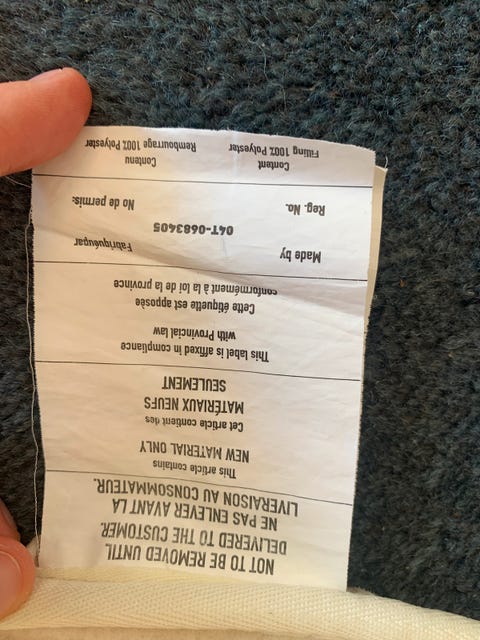 NOT TO BE REMOVED UNTIL
DELIVERED TO THE CUSTOMER.
NE PAS ENLEVER AVANT LA
LIVERAISON AU CONSOMMATEUR.
This article contains
NEW MATERIAL ONLY
Cet article contient des
MATÉRIAUX NEUFS
SEULEMENT
This label is affixed in compliance
with Provincial law
Cette étiquette est apposée
conformément à la loi de la province
Made by Fabriquéupar
04T-0683405
Reg. No. No de permis:
Content Contenu
Filling 100% Polyester Rembourrage 100% Polyester